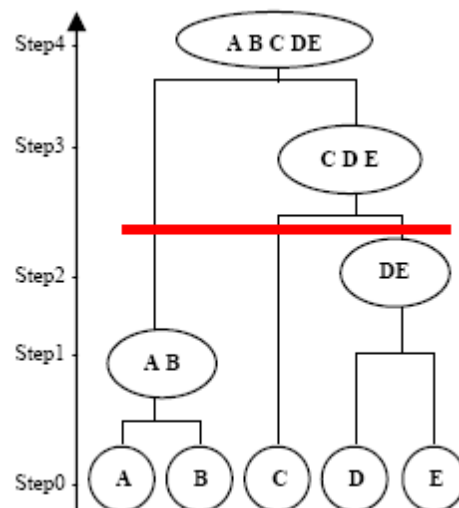 Step4
A B C DE
Step3
C D E
Step2
DE
Step1
A B
Step0
A
B
C
D
E